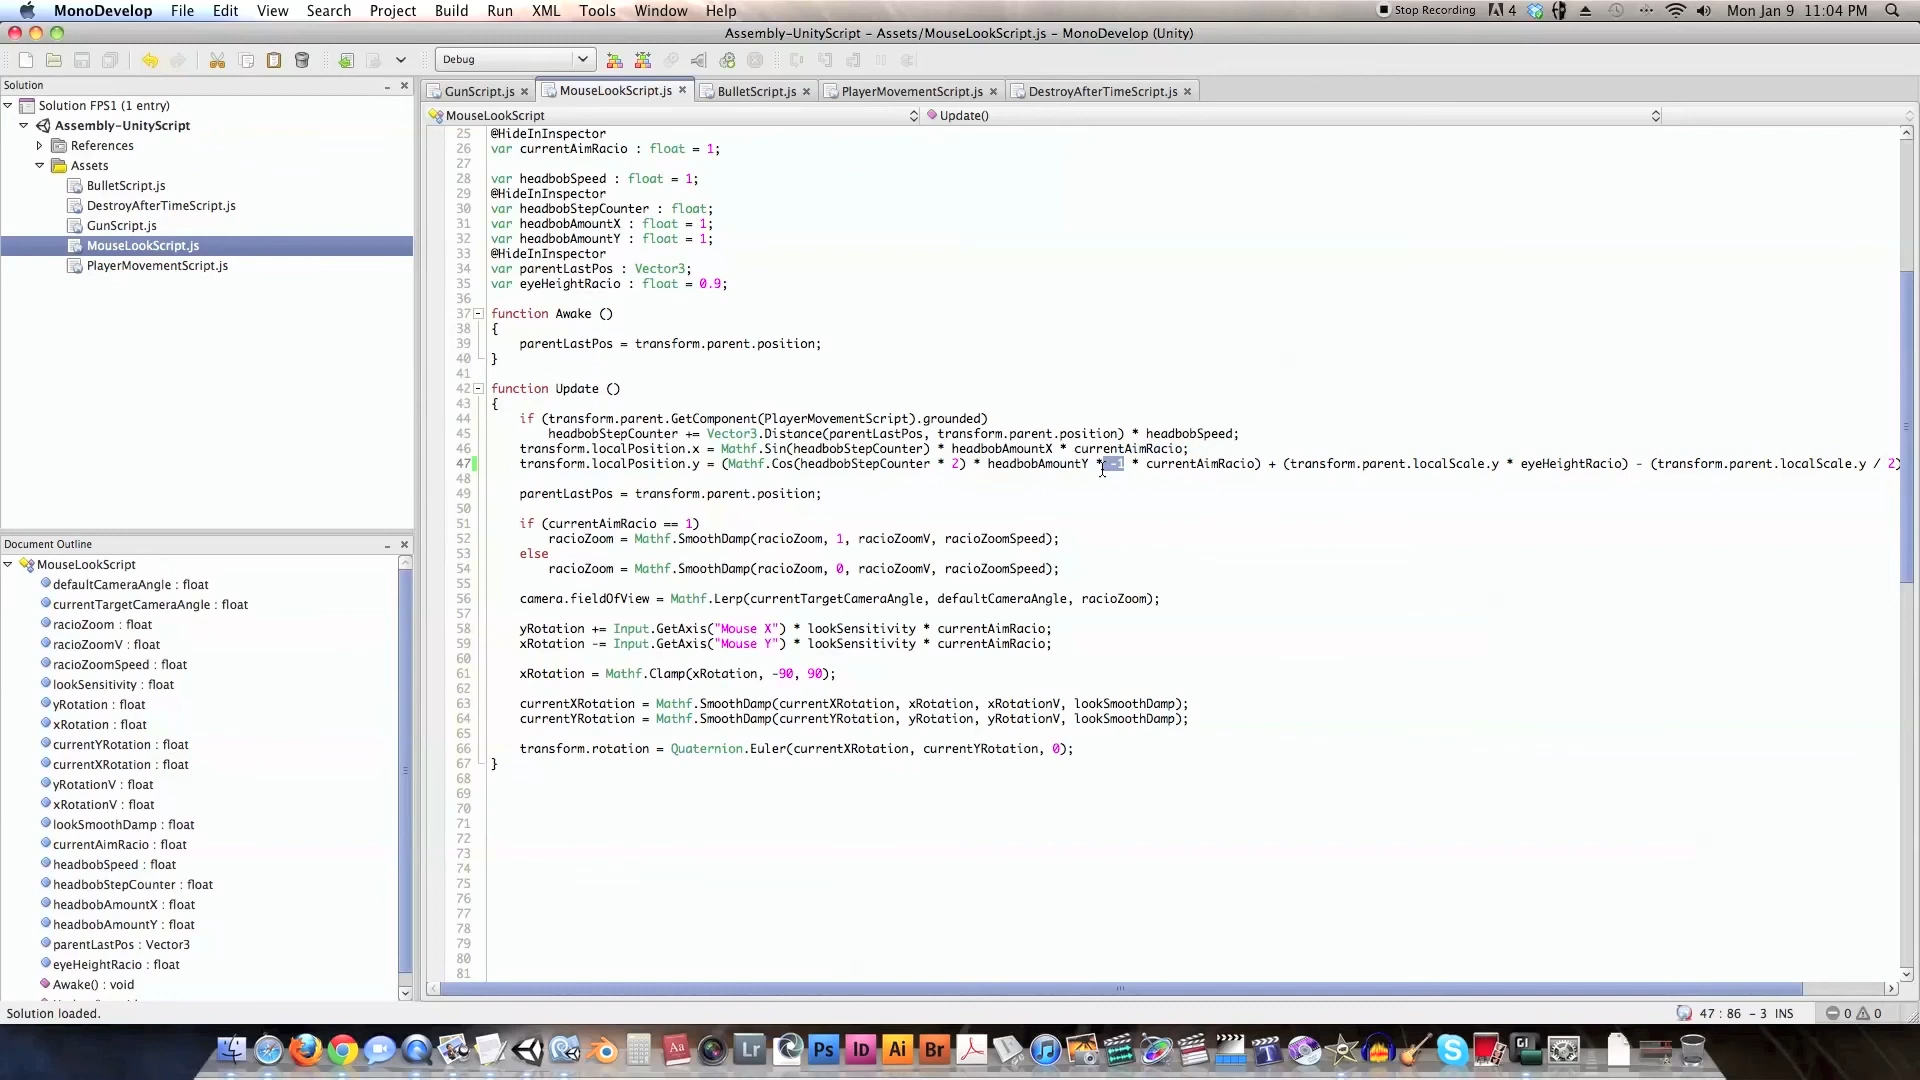 MonoDevelop File Edit View Search Project Build Run XML Tools Window Help
Stop Recording 4 Mon Jan 9 11:04 PM
Assembly-UnityScript – Assets/MouseLookScript.js – MonoDevelop (Unity)
Debug
Solution
Solution FPS1 (1 entry)
Assembly-UnityScript
References
Assets
BulletScript.js
DestroyAfterTimeScript.js
GunScript.js
MouseLookScript.js
PlayerMovementScript.js
Document Outline
MouseLookScript
defaultCameraAngle : float
currentTargetCameraAngle : float
racioZoom : float
racioZoomV : float
racioZoomSpeed : float
lookSensitivity : float
yRotation : float
xRotation : float
currentYRotation : float
currentXRotation : float
yRotationV : float
xRotationV : float
lookSmoothDamp : float
currentAimRacio : float
headbobSpeed : float
headbobStepCounter : float
headbobAmountX : float
headbobAmountY : float
parentLastPos : Vector3
eyeHeightRacio : float
Awake() : void
GunScript.js MouseLookScript.js BulletScript.js PlayerMovementScript.js DestroyAfterTimeScript.js
MouseLookScript Update()
25 @HideInInspector
26 var currentAimRacio : float = 1;
27
28 var headbobSpeed : float = 1;
29 @HideInInspector
30 var headbobStepCounter : float;
31 var headbobAmountX : float = 1;
32 var headbobAmountY : float = 1;
33 @HideInInspector
34 var parentLastPos : Vector3;
35 var eyeHeightRacio : float = 0.9;
36
37 function Awake ()
38 {
39 parentLastPos = transform.parent.position;
40 }
41
42 function Update ()
43 {
44 if (transform.parent.GetComponent(PlayerMovementScript).grounded)
45 headbobStepCounter += Vector3.Distance(parentLastPos, transform.parent.position) * headbobSpeed;
46 transform.localPosition.x = Mathf.Sin(headbobStepCounter) * headbobAmountX * currentAimRacio;
47 transform.localPosition.y = (Mathf.Cos(headbobStepCounter * 2) * headbobAmountY * -1 * currentAimRacio) + (transform.parent.localScale.y * eyeHeightRacio) - (transform.parent.localScale.y / 2)
48
49 parentLastPos = transform.parent.position;
50
51 if (currentAimRacio == 1)
52 racioZoom = Mathf.SmoothDamp(racioZoom, 1, racioZoomV, racioZoomSpeed);
53 else
54 racioZoom = Mathf.SmoothDamp(racioZoom, 0, racioZoomV, racioZoomSpeed);
55
56 camera.fieldOfView = Mathf.Lerp(currentTargetCameraAngle, defaultCameraAngle, racioZoom);
57
58 yRotation += Input.GetAxis("Mouse X") * lookSensitivity * currentAimRacio;
59 xRotation -= Input.GetAxis("Mouse Y") * lookSensitivity * currentAimRacio;
60
61 xRotation = Mathf.Clamp(xRotation, -90, 90);
62
63 currentXRotation = Mathf.SmoothDamp(currentXRotation, xRotation, xRotationV, lookSmoothDamp);
64 currentYRotation = Mathf.SmoothDamp(currentYRotation, yRotation, yRotationV, lookSmoothDamp);
65
66 transform.rotation = Quaternion.Euler(currentXRotation, currentYRotation, 0);
67 }
68
69
70
71
72
73
74
75
76
77
78
79
80
81
Solution loaded.
47 : 86 - 3 INS 0 0
Aa Lr Ps Id Ai Br T S GI